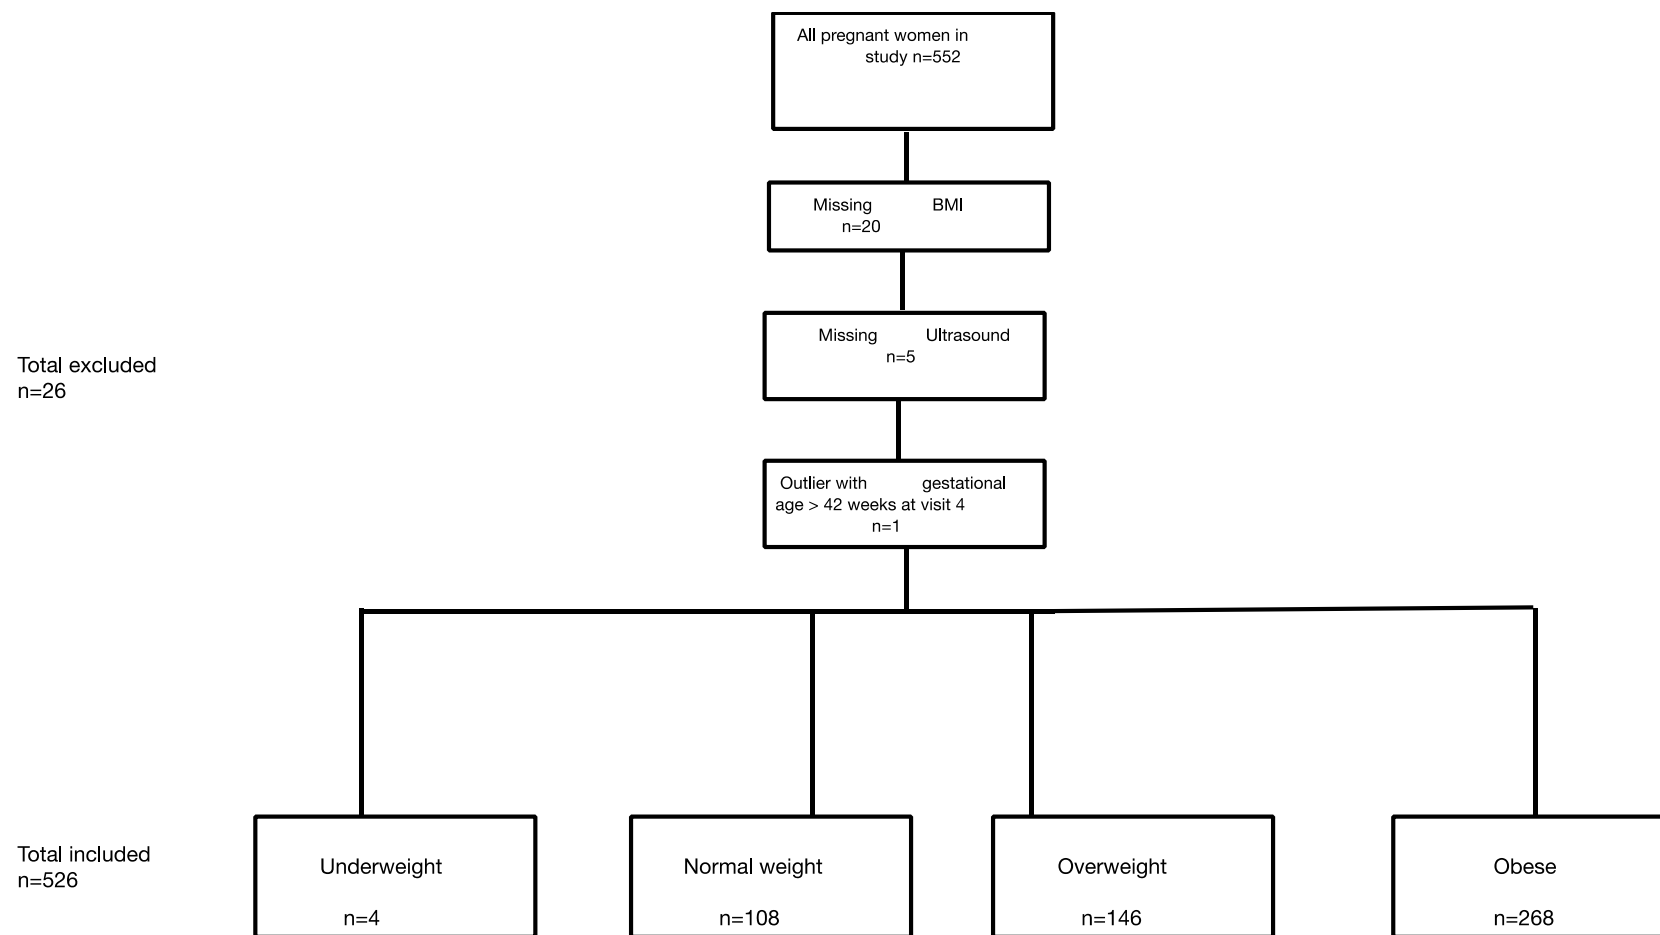 All pregnant women in
study n=552
Missing BMI
n=20
Missing Ultrasound
n=5
Total excluded
n=26
Outlier with gestational
age > 42 weeks at visit 4
n=1
Total included
n=526
Underweight
n=4
Normal weight
n=108
Overweight
n=146
Obese
n=268